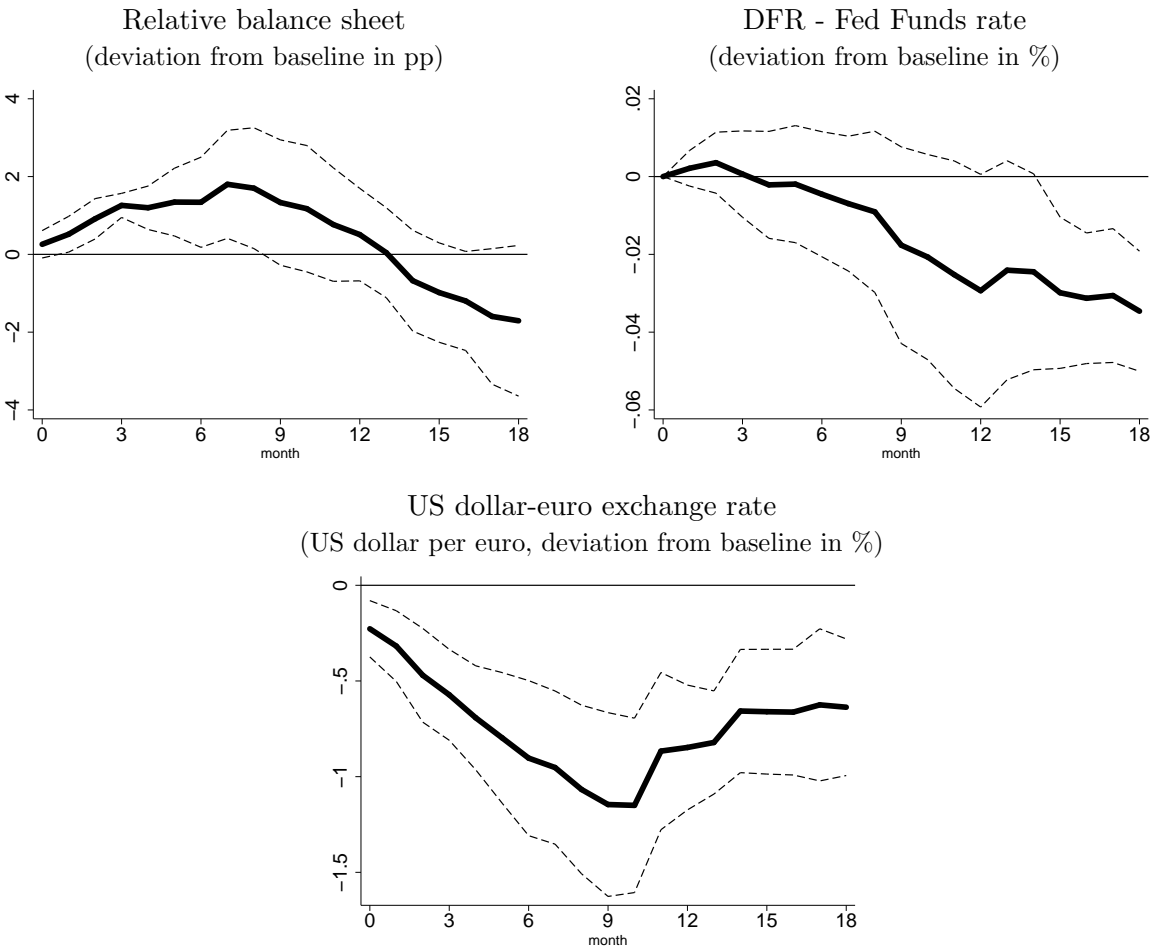 Relative balance sheet
(deviation from baseline in pp)
4
2
0
−2
−4
0 3 6 9 12 15 18
month
DFR - Fed Funds rate
(deviation from baseline in %)
.02
0
−.02
−.04
−.06
0 3 6 9 12 15 18
month
US dollar-euro exchange rate
(US dollar per euro, deviation from baseline in %)
0
−.5
−1
−1.5
0 3 6 9 12 15 18
month